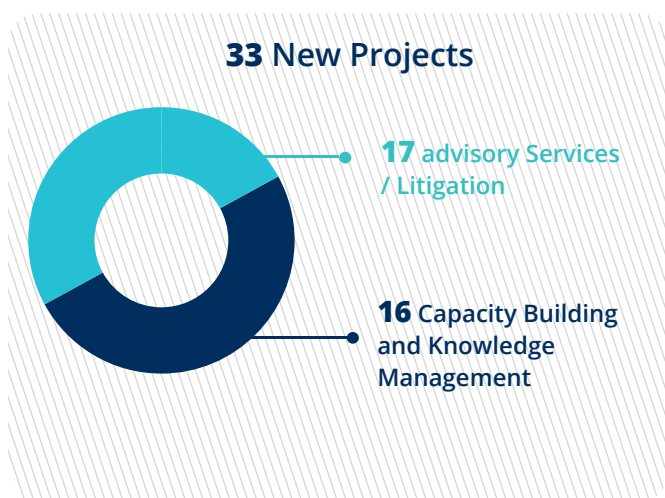 33 New Projects
17 advisory Services
/ Litigation
16 Capacity Building
and Knowledge
Management